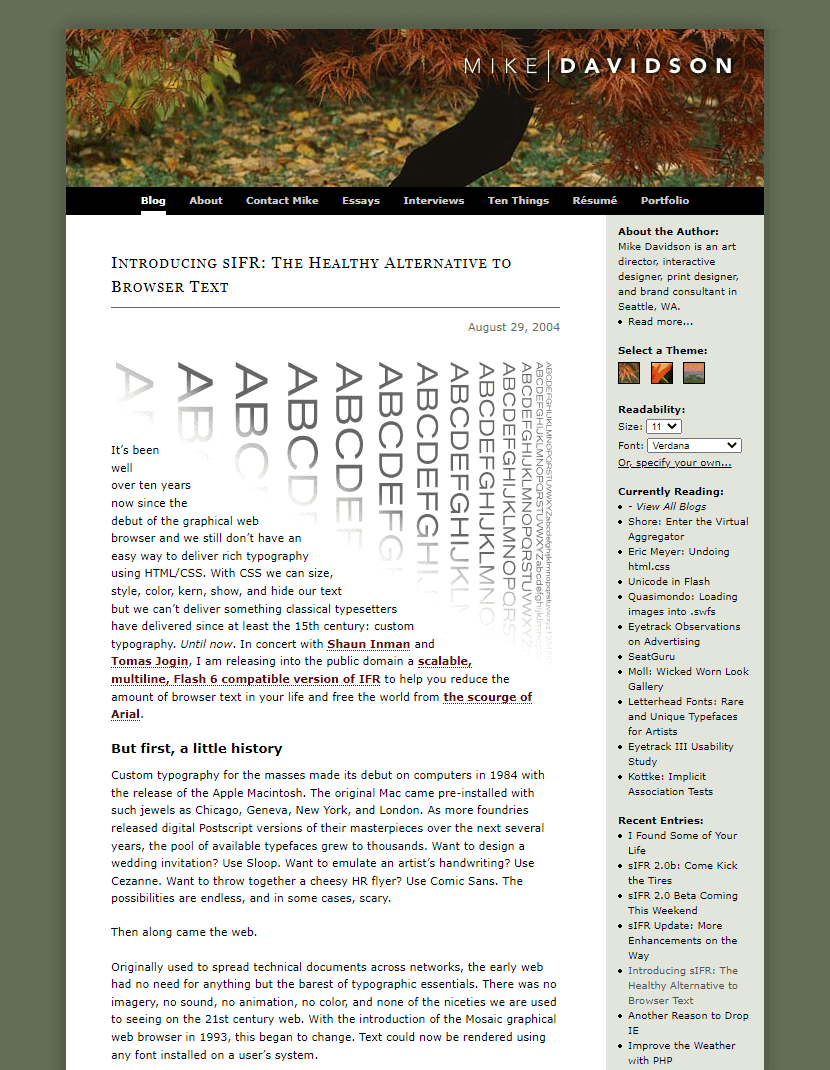 MIKE DAVIDSON
Blog About Contact Mike Essays Interviews Ten Things Résumé Portfolio
Introducing sIFR: The Healthy Alternative to
Browser Text
August 29, 2004
It's been
well
over ten years
now since the
debut of the graphical web
browser and we still don't have an
easy way to deliver rich typography
using HTML/CSS. With CSS we can size,
style, color, kern, show, and hide our text
but we can't deliver something classical typesetters
have delivered since at least the 15th century: custom
typography. Until now. In concert with Shaun Inman and
Tomas Jogin, I am releasing into the public domain a scalable,
multiline, Flash 6 compatible version of IFR to help you reduce the
amount of browser text in your life and free the world from the scourge of
Arial.
But first, a little history
Custom typography for the masses made its debut on computers in 1984 with
the release of the Apple Macintosh. The original Mac came pre-installed with
such jewels as Chicago, Geneva, New York, and London. As more foundries
released digital Postscript versions of their masterpieces over the next several
years, the pool of available typefaces grew to thousands. Want to design a
wedding invitation? Use Sloop. Want to emulate an artist's handwriting? Use
Cezanne. Want to throw together a cheesy HR flyer? Use Comic Sans. The
possibilities are endless, and in some cases, scary.
Then along came the web.
Originally used to spread technical documents across networks, the early web
had no need for anything but the barest of typographic essentials. There was no
imagery, no sound, no animation, no color, and none of the niceties we are used
to seeing on the 21st century web. With the introduction of the Mosaic graphical
web browser in 1993, this began to change. Text could now be rendered using
any font installed on a user's system.
About the Author:
Mike Davidson is an art
director, interactive
designer, print designer,
and brand consultant in
Seattle, WA.
Read more...
Select a Theme:
Readability:
Size: 11
Font: Verdana
Or, specify your own...
Currently Reading:
- View All Blogs
Shore: Enter the Virtual
Aggregator
Eric Meyer: Undoing
html.css
Unicode in Flash
Quasimondo: Loading
images into .swfs
Eyetrack Observations
on Advertising
SeatGuru
Moll: Wicked Worn Look
Gallery
Letterhead Fonts: Rare
and Unique Typefaces
for Artists
Eyetrack III Usability
Study
Kottke: Implicit
Association Tests
Recent Entries:
I Found Some of Your
Life
sIFR 2.0b: Come Kick
the Tires
sIFR 2.0 Beta Coming
This Weekend
sIFR Update: More
Enhancements on the
Way
Introducing sIFR: The
Healthy Alternative to
Browser Text
Another Reason to Drop
IE
Improve the Weather
with PHP